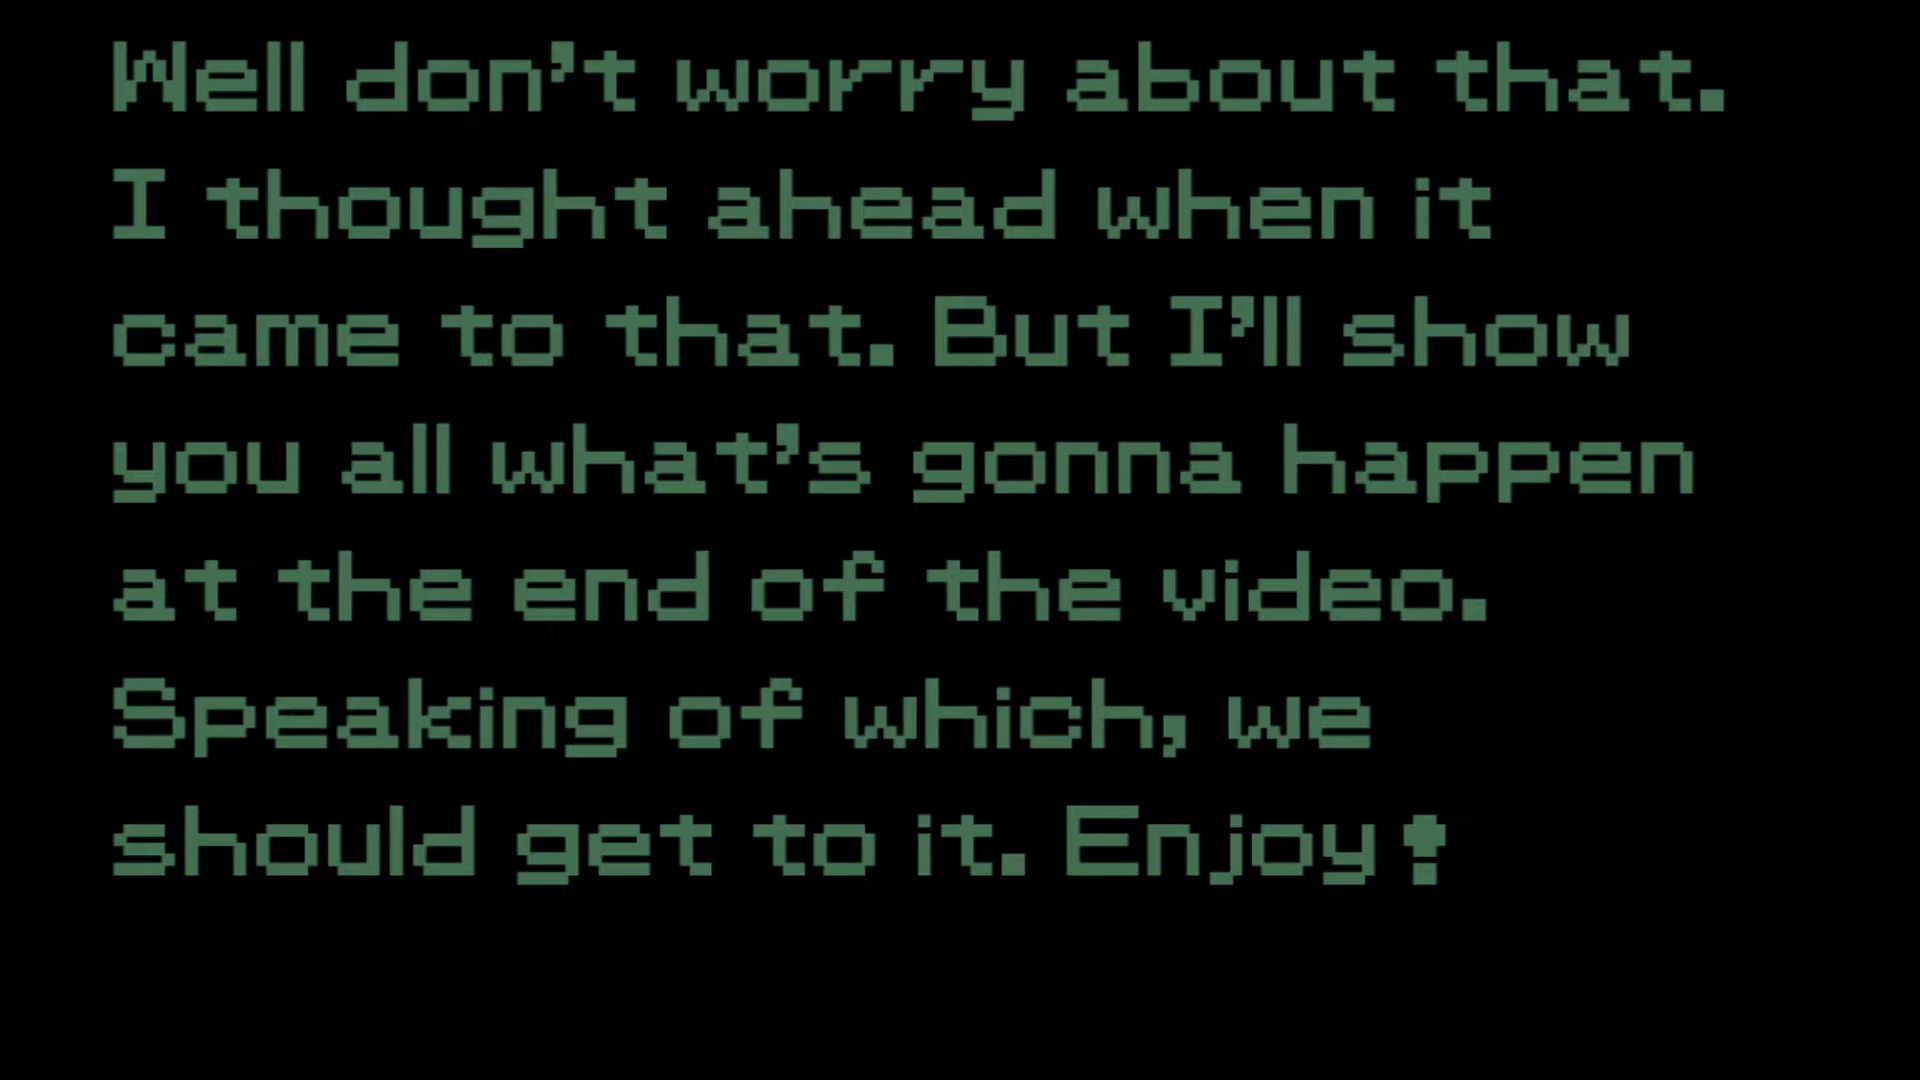 Well don't worry about that.
I thought ahead when it
came to that. But I'll show
you all what's gonna happen
at the end of the video.
Speaking of which, we
should get to it. Enjoy!